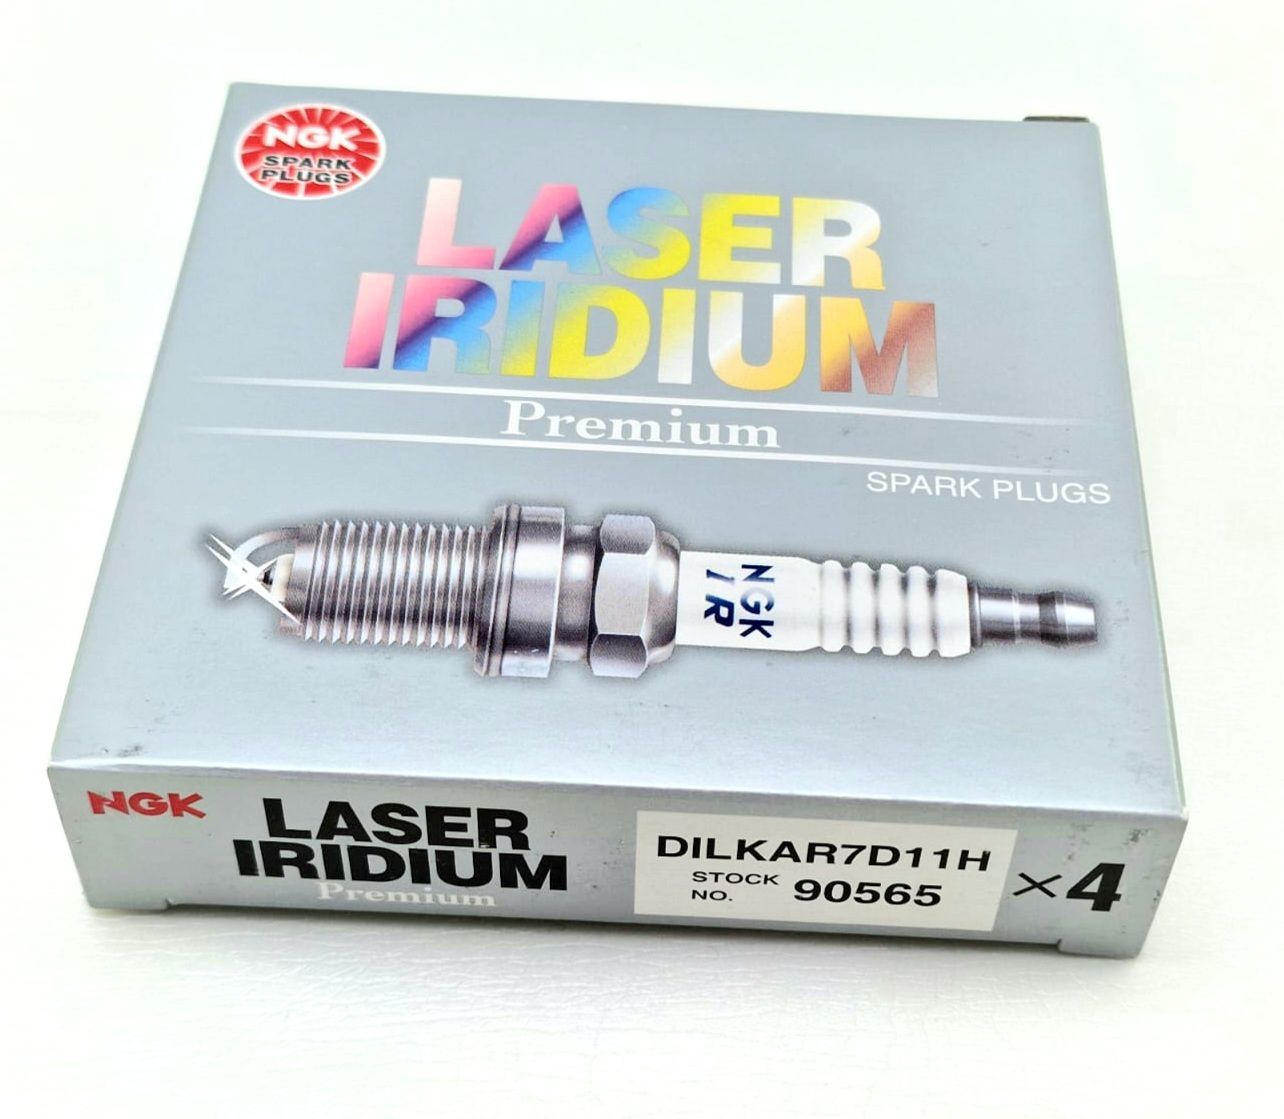 NGK
SPARK
PLUGS
LASER
IRIDIUM
Premium
SPARK PLUGS
NGK
IR
NGK
LASER
IRIDIUM
Premium
DILKAR7D11H
STOCK NO. 90565
×4